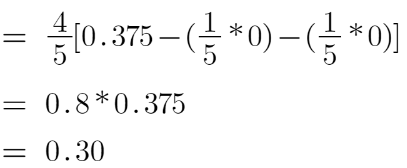 = 4/5[0.375−(1/5*0)−(1/5*0)]
= 0.8*0.375
= 0.30